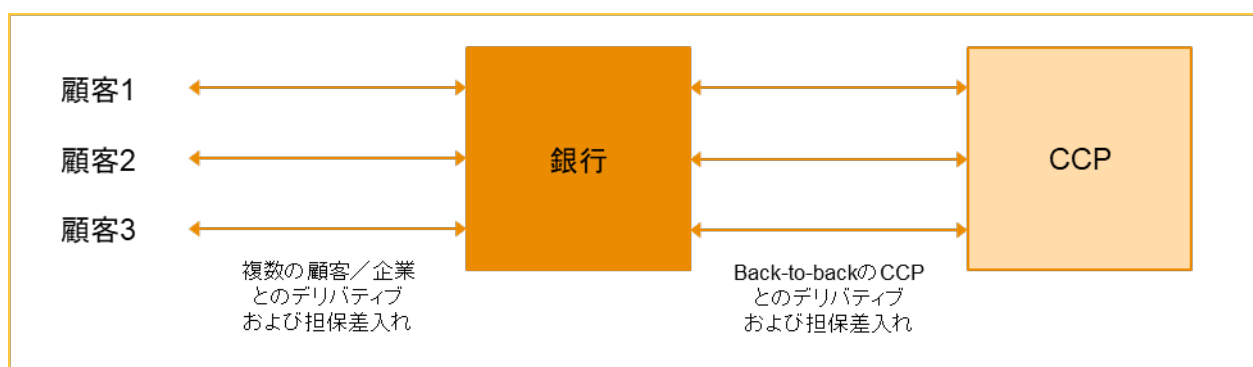 顧客1
顧客2
顧客3
銀行
CCP
複数の顧客／企業
とのデリバティブ
および担保差入れ
Back-to-backのCCP
とのデリバティブ
および担保差入れ